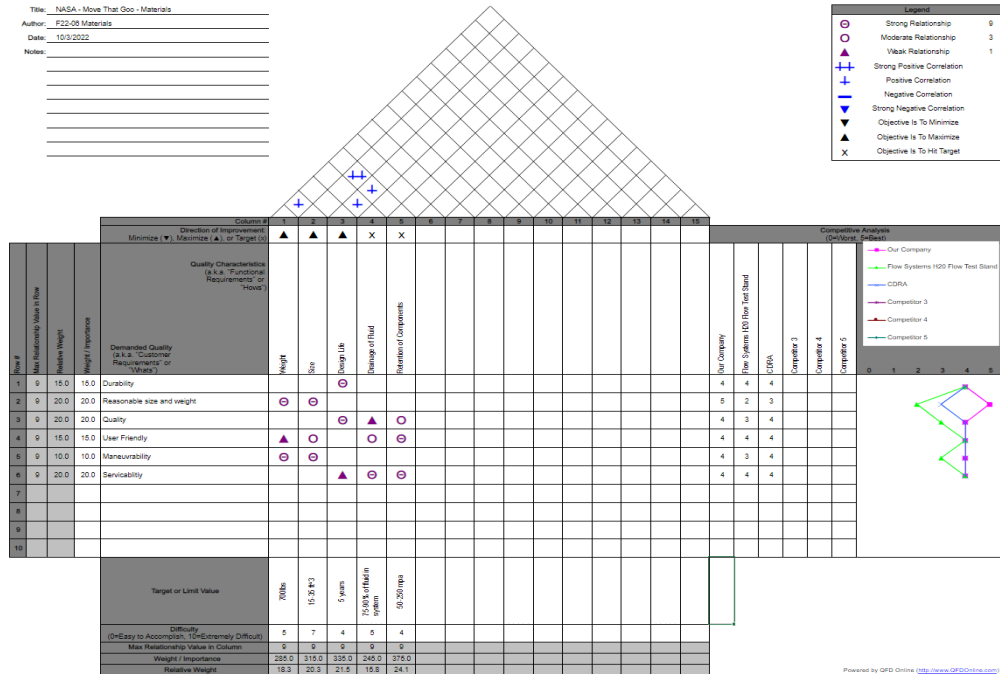 Title: NASA - Move That Goo - Materials
Author: F22-06 Materials
Date: 10/3/2022
Notes:
Legend
Strong Relationship 9
Moderate Relationship 3
Weak Relationship 1
Strong Positive Correlation
Positive Correlation
Negative Correlation
Strong Negative Correlation
Objective Is To Minimize
Objective Is To Maximize
X Objective Is To Hit Target
Column # 1 2 3 4 5 6 7 8 9 10 11 12 13 14 15
Direction of Improvement:
Minimize (▼), Maximize (▲), or Target (x) ▲ ▲ ▲ X X
Competitive Analysis
(0=Worst, 5=Best)
Row #
Max Relationship Value in Row
Relative Weight
Weight / Importance
Quality Characteristics
(a.k.a. "Functional
Requirements" or
"Hows")
Demanded Quality
(a.k.a. "Customer
Requirements" or
"Whats")
Weight
Size
Design Life
Drainage of Fluid
Retention of Components
Our Company
Flow Systems H20 Flow Test Stand
CDRA
Competitor 3
Competitor 4
Competitor 5
Our Company
Flow Systems H20 Flow Test Stand
CDRA
Competitor 3
Competitor 4
Competitor 5
0 1 2 3 4 5
1 9 15.0 15.0 Durability 4 4 4
2 9 20.0 20.0 Reasonable size and weight 5 2 3
3 9 20.0 20.0 Quality 4 3 4
4 9 15.0 15.0 User Friendly 4 4 4
5 9 10.0 10.0 Maneuvrability 4 3 4
6 9 20.0 20.0 Servicablitiy 4 4 4
7
8
9
10
Target or Limit Value
700lbs
15-35 ft^3
5 years
75-90% of fluid in
system
50-250 mpa
Difficulty
(0=Easy to Accomplish, 10=Extremely Difficult) 5 7 4 5 4
Max Relationship Value in Column 9 9 9 9 9
Weight / Importance 285.0 315.0 335.0 245.0 375.0
Relative Weight 18.3 20.3 21.5 15.8 24.1
Powered by QFD Online (http://www.QFDOnline.com)